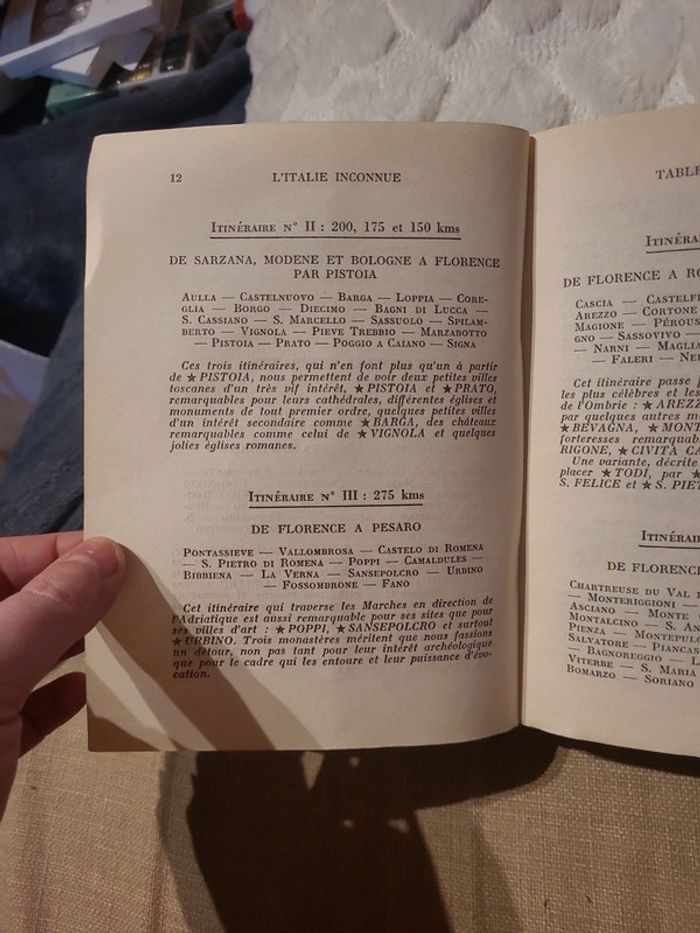 12 L'ITALIE INCONNUE
ITINÉRAIRE N° II : 200, 175 et 150 kms
DE SARZANA, MODENE ET BOLOGNE A FLORENCE
PAR PISTOIA
AULLA — CASTELNUOVO — BARGA — LOPPIA — CORE-
GLIA — BORGO — DIECIMO — BAGNI DI LUCCA —
S. CASSIANO — S. MARCELLO — SASSUOLO — SPILAM-
BERTO — VIGNOLA — PIEVE TREBBIO — MARZABOTTO
— PISTOIA — PRATO — POGGIO A CAIANO — SIGNA
Ces trois itinéraires, qui n'en font plus qu'un à partir
de ★ PISTOIA, nous permettent de voir deux petites villes
toscanes d'un très vif intérêt, ★ PISTOIA et ★ PRATO,
remarquables pour leurs cathédrales, différentes églises et
monuments de tout premier ordre, quelques petites villes
d'un intérêt secondaire comme ★ BARGA, des châteaux
remarquables comme celui de ★ VIGNOLA et quelques
jolies églises romanes.
ITINÉRAIRE N° III : 275 kms
DE FLORENCE A PESARO
PONTASSIEVE — VALLOMBROSA — CASTELO DI ROMENA
— S. PIETRO DI ROMENA — POPPI — CAMALDULES —
BIBBIENA — LA VERNA — SANSEPOLCRO — URBINO
— FOSSOMBRONE — FANO
Cet itinéraire qui traverse les Marches en direction de
l'Adriatique est aussi remarquable pour ses sites que pour
ses villes d'art : ★ POPPI, ★ SANSEPOLCRO et surtout
★ URBINO. Trois monastères méritent que nous fassions
un détour, non pas tant pour leur intérêt archéologique
que pour le cadre qui les entoure et leur puissance d'évo-
cation.
TABLE
ITINÉRAI
DE FLORENCE A RO
CASCIA — CASTELF
AREZZO — CORTONE
MAGIONE — PÉROUS
GNO — SASSOVIVO —
— NARNI — MAGLIA
— FALERI — NE
Cet itinéraire passe p
les plus célèbres et les
de l'Ombrie : ★ AREZZ
par quelques autres m
★ BEVAGNA, ★ MONT
forteresses remarquab
RIGONE, ★ CIVITA CA
Une variante, décrite
placer ★ TODI, par ★
S. FELICE et ★ S. PIET
ITINÉRAI
DE FLORENC
CHARTREUSE DU VAL D
— MONTERIGGIONI —
ASCIANO — MONTE
MONTALCINO — S. AN
PIENZA — MONTEPUL
SALVATORE — PIANCAS
— BAGNOREGGIO — L
VITERBE — S. MARIA
BOMARZO — SORIANO